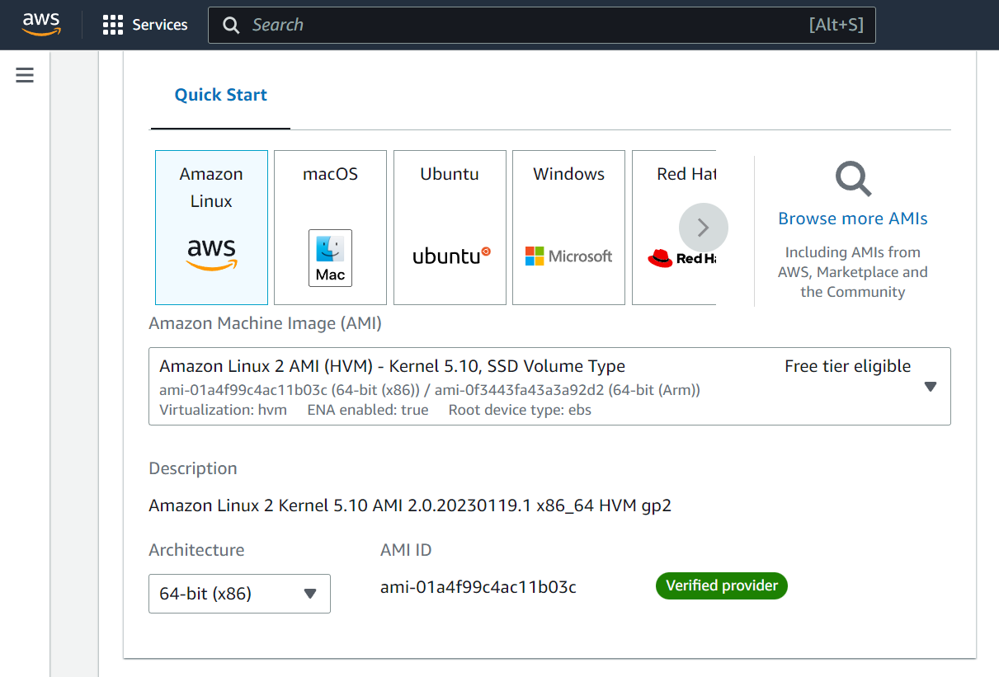 aws
Services
Search
[Alt+S]
Quick Start
Amazon
Linux
aws
macOS
Mac
Ubuntu
ubuntu
Windows
Microsoft
Red Hat
Red Ha
Browse more AMIs
Including AMIs from
AWS, Marketplace and
the Community
Amazon Machine Image (AMI)
Amazon Linux 2 AMI (HVM) - Kernel 5.10, SSD Volume Type
Free tier eligible
ami-01a4f99c4ac11b03c (64-bit (x86)) / ami-0f3443fa43a3a92d2 (64-bit (Arm))
Virtualization: hvm ENA enabled: true Root device type: ebs
Description
Amazon Linux 2 Kernel 5.10 AMI 2.0.20230119.1 x86_64 HVM gp2
Architecture
AMI ID
64-bit (x86)
ami-01a4f99c4ac11b03c
Verified provider